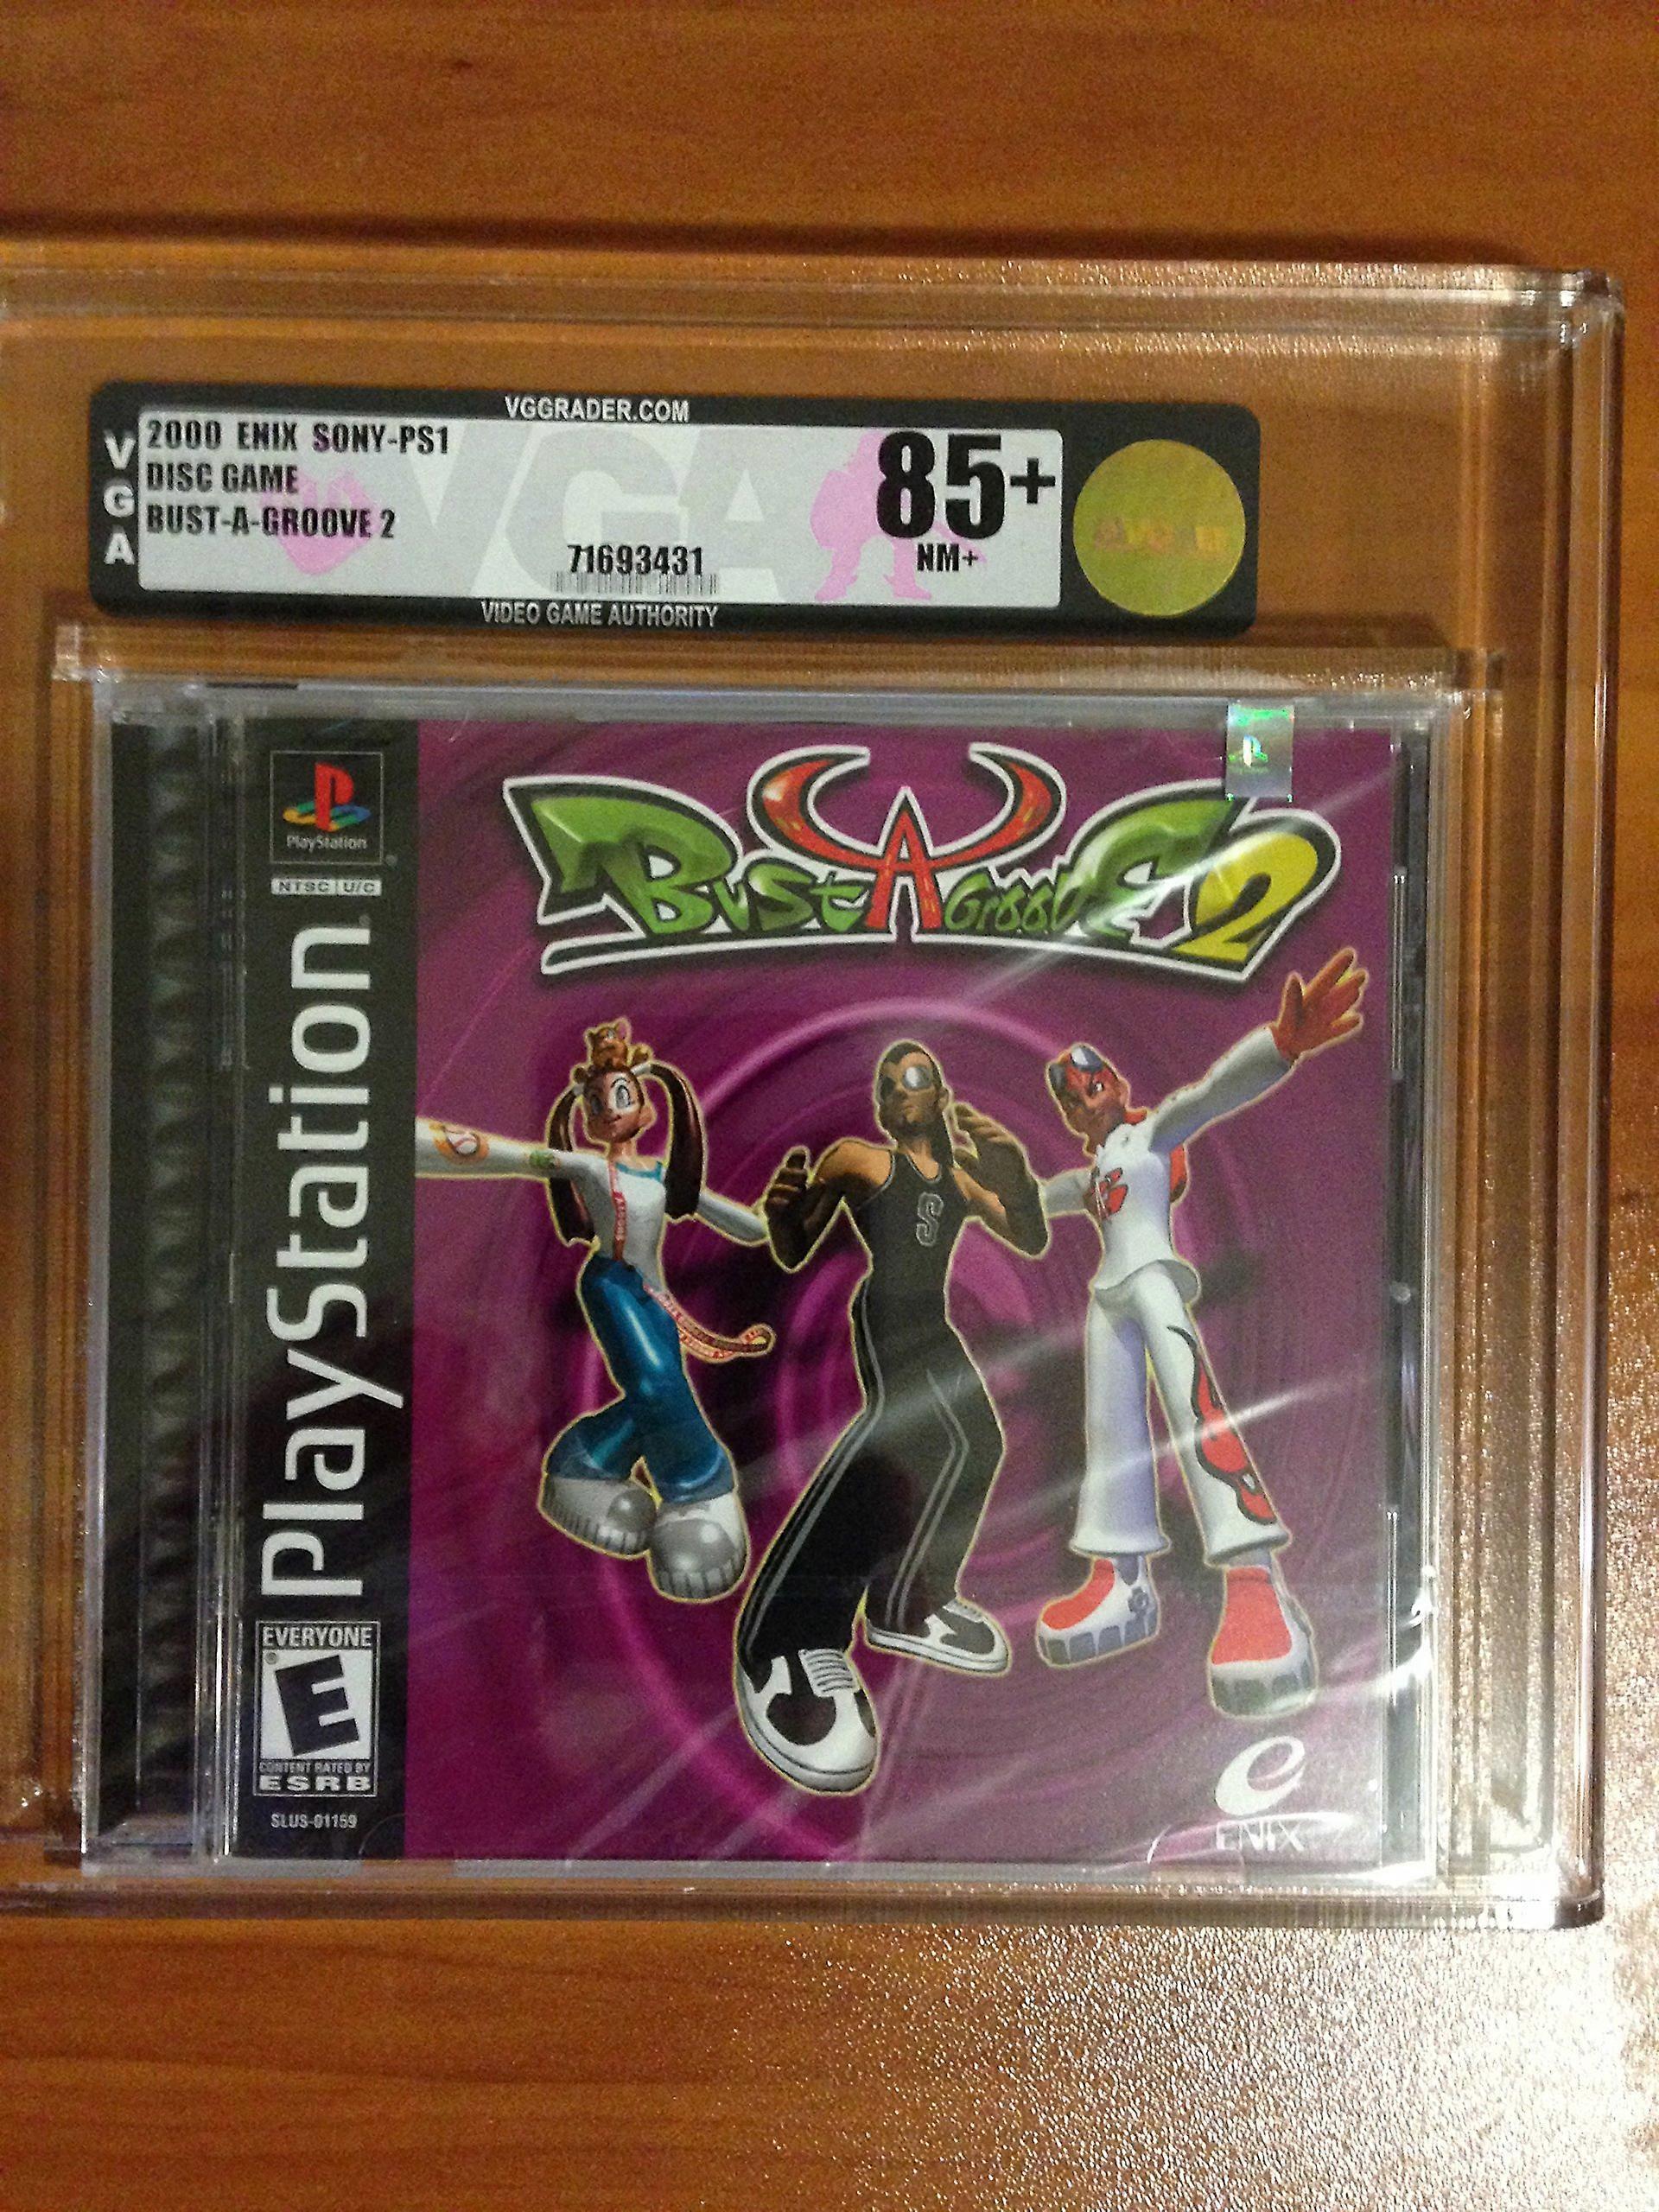 VGGRADER.COM
VGA
2000 ENIX SONY-PS1
DISC GAME
BUST-A-GROOVE 2
71693431
85+
NM+
VIDEO GAME AUTHORITY
PlayStation
®
NTSC U/C
PlayStation®
BUST A GROOVE 2
S
EVERYONE
E
®
CONTENT RATED BY
ESRB
SLUS-01159
ENIX